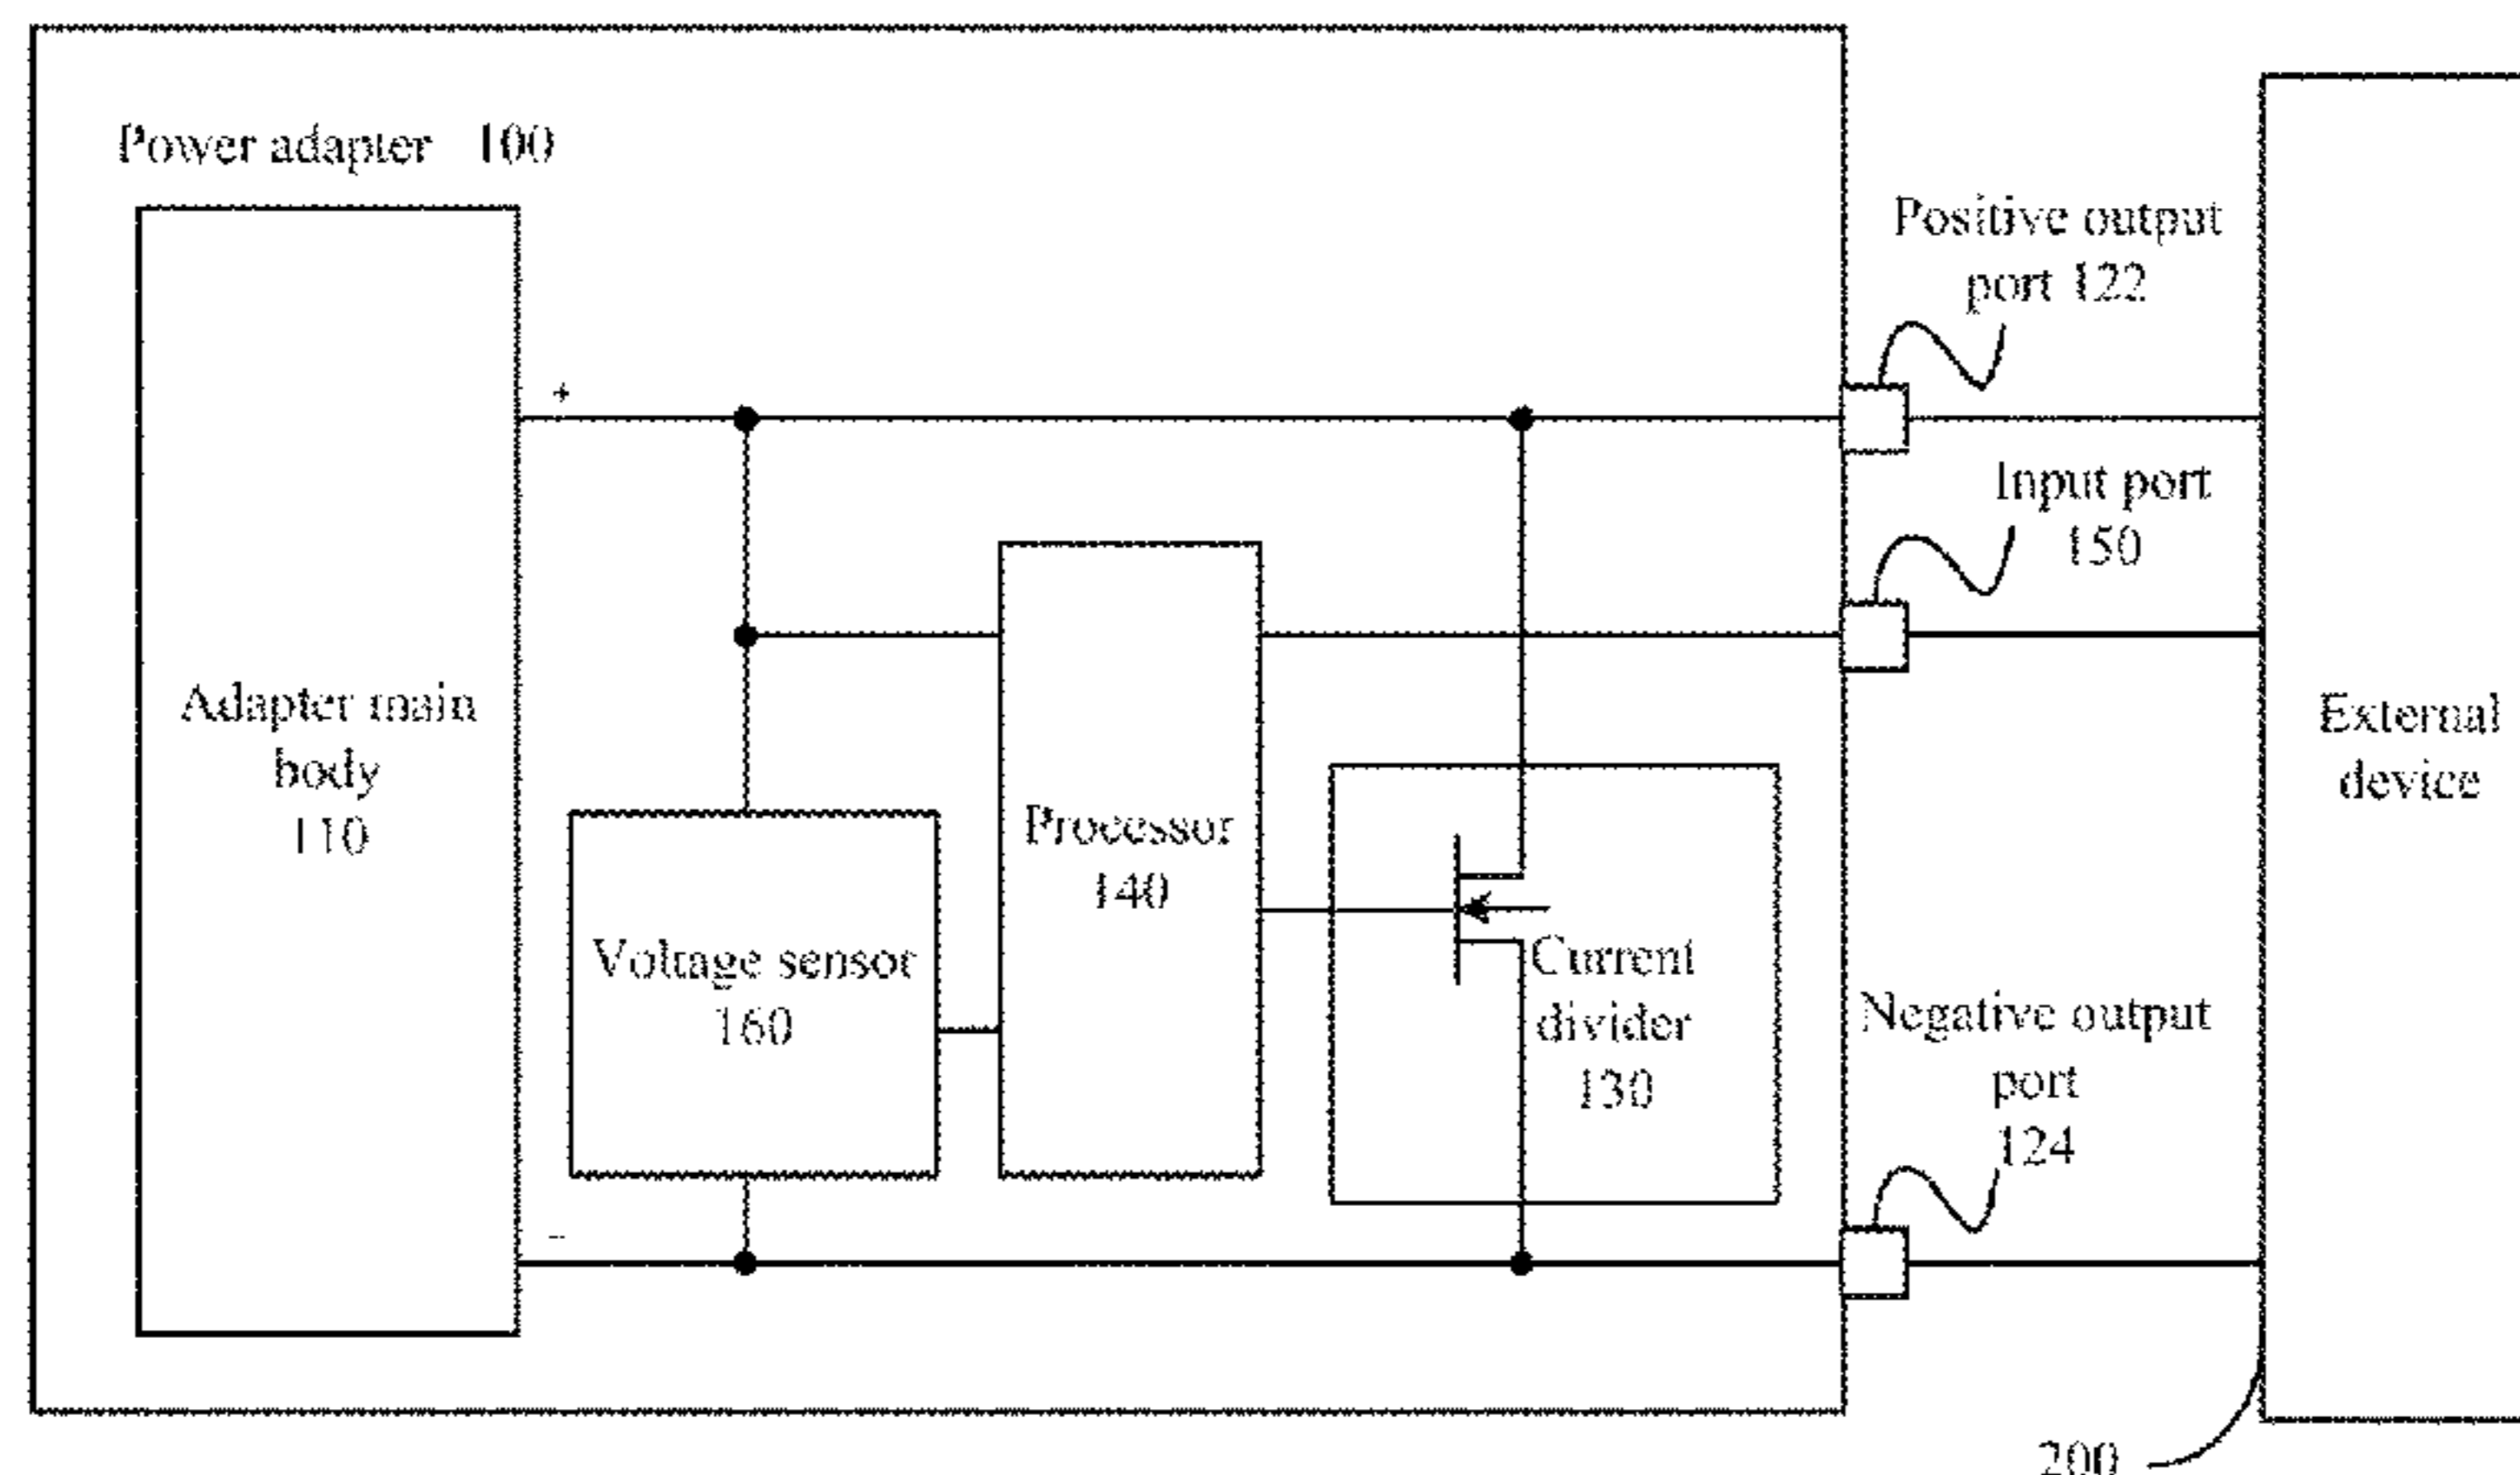 Power adapter 100
Positive output
port 122
+
Input port
150
Adapter main
body
110
External
device
Processor
140
Voltage sensor
160
Current
divider
130
Negative output
port
124
-
200